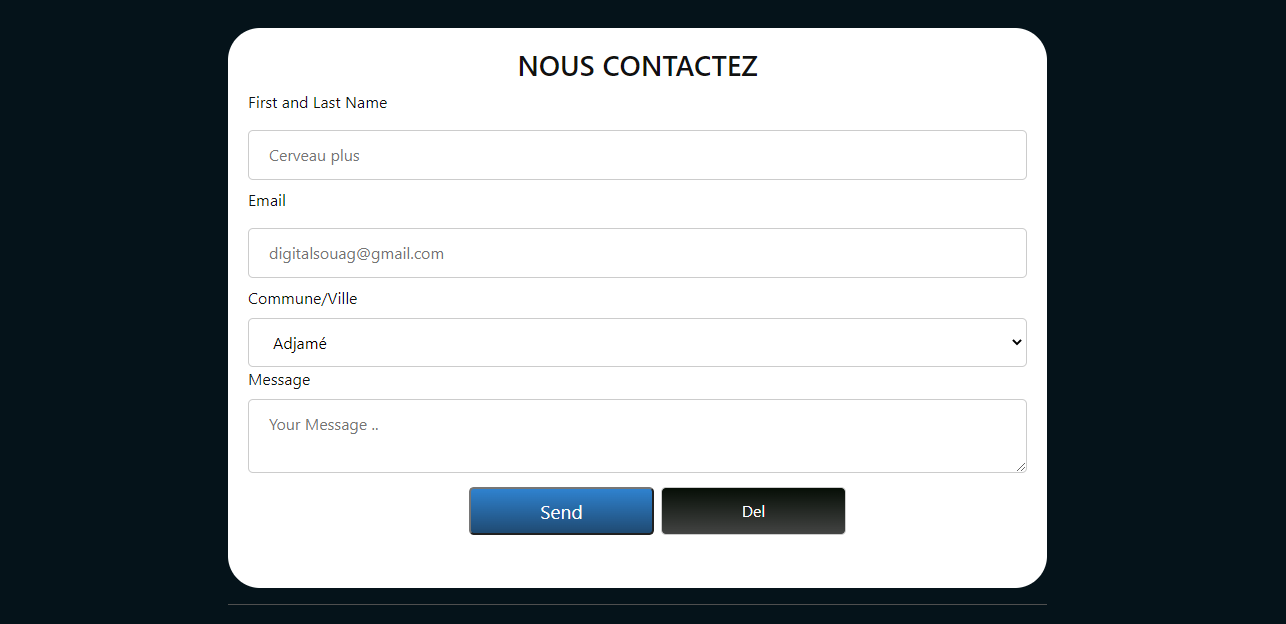 NOUS CONTACTEZ
First and Last Name
Cerveau plus
Email
digitalsouag@gmail.com
Commune/Ville
Adjamé
Message
Your Message ..
Send Del